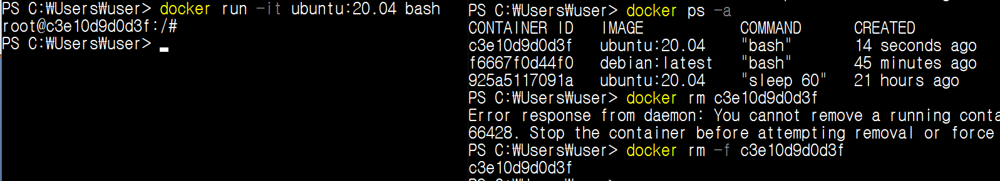 PS C:₩Users₩user> docker run -it ubuntu:20.04 bash
root@c3e10d9d0d3f:/#
PS C:₩Users₩user>
PS C:₩Users₩user> docker ps -a
CONTAINER ID   IMAGE           COMMAND      CREATED
c3e10d9d0d3f   ubuntu:20.04    "bash"       14 seconds ago
f6667f0d44f0   debian:latest   "bash"       45 minutes ago
925a5117091a   ubuntu:20.04    "sleep 60"   21 hours ago
PS C:₩Users₩user> docker rm c3e10d9d0d3f
Error response from daemon: You cannot remove a running conta
66428. Stop the container before attempting removal or force
PS C:₩Users₩user> docker rm -f c3e10d9d0d3f
c3e10d9d0d3f